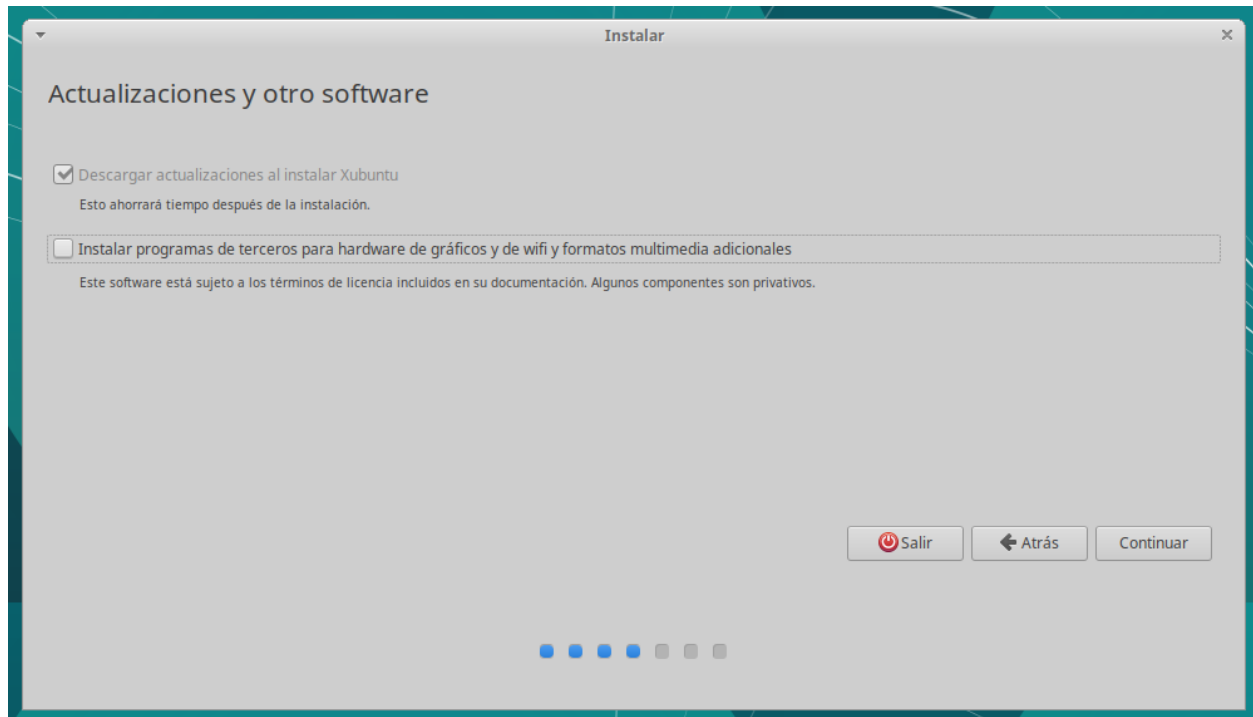 Instalar
Actualizaciones y otro software
Descargar actualizaciones al instalar Xubuntu
Esto ahorrará tiempo después de la instalación.
Instalar programas de terceros para hardware de gráficos y de wifi y formatos multimedia adicionales
Este software está sujeto a los términos de licencia incluidos en su documentación. Algunos componentes son privativos.
Salir
Atrás
Continuar